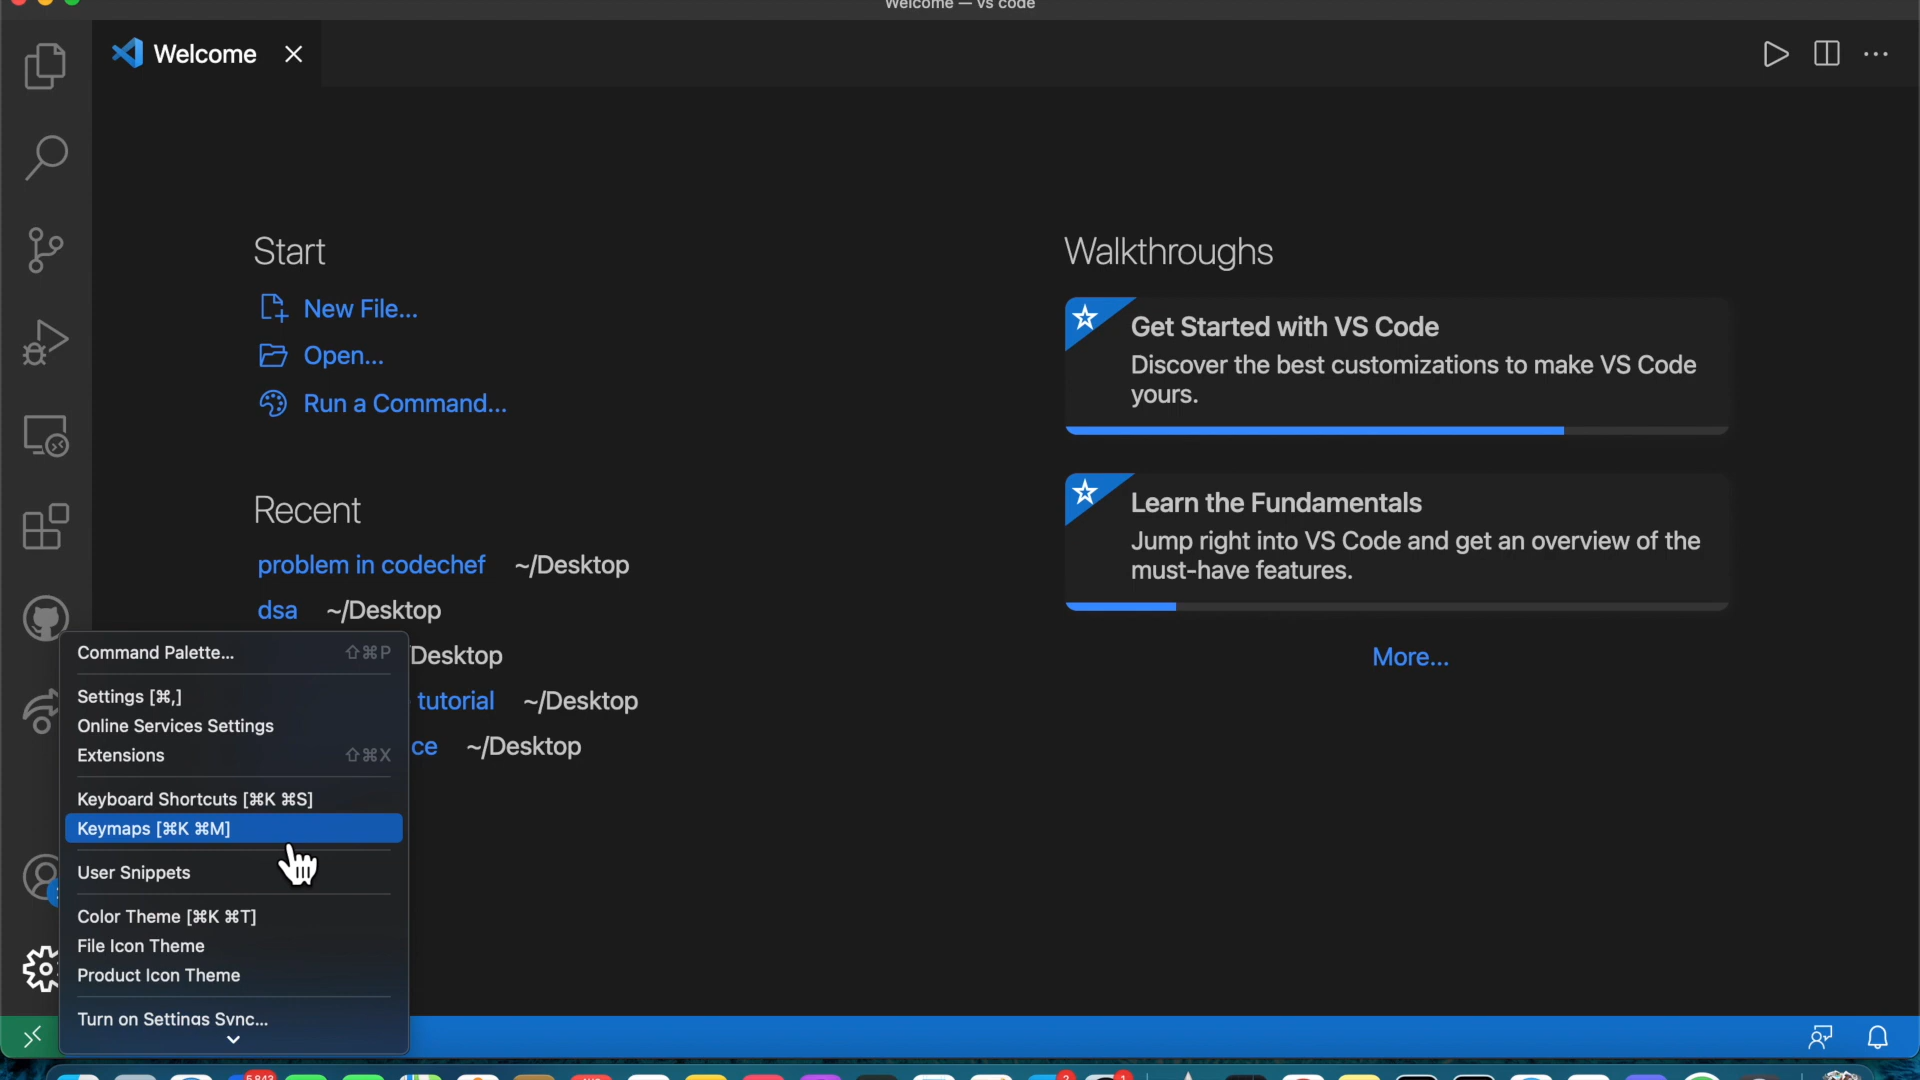 Welcome — vs code
Welcome
Start
New File...
Open...
Run a Command...
Recent
problem in codechef ~/Desktop
dsa ~/Desktop
Desktop
tutorial ~/Desktop
ce ~/Desktop
Walkthroughs
Get Started with VS Code
Discover the best customizations to make VS Code
yours.
Learn the Fundamentals
Jump right into VS Code and get an overview of the
must-have features.
More...
Command Palette... ⇧⌘P
Settings [⌘,]
Online Services Settings
Extensions ⇧⌘X
Keyboard Shortcuts [⌘K ⌘S]
Keymaps [⌘K ⌘M]
User Snippets
Color Theme [⌘K ⌘T]
File Icon Theme
Product Icon Theme
Turn on Settings Sync...
5,843
2
1